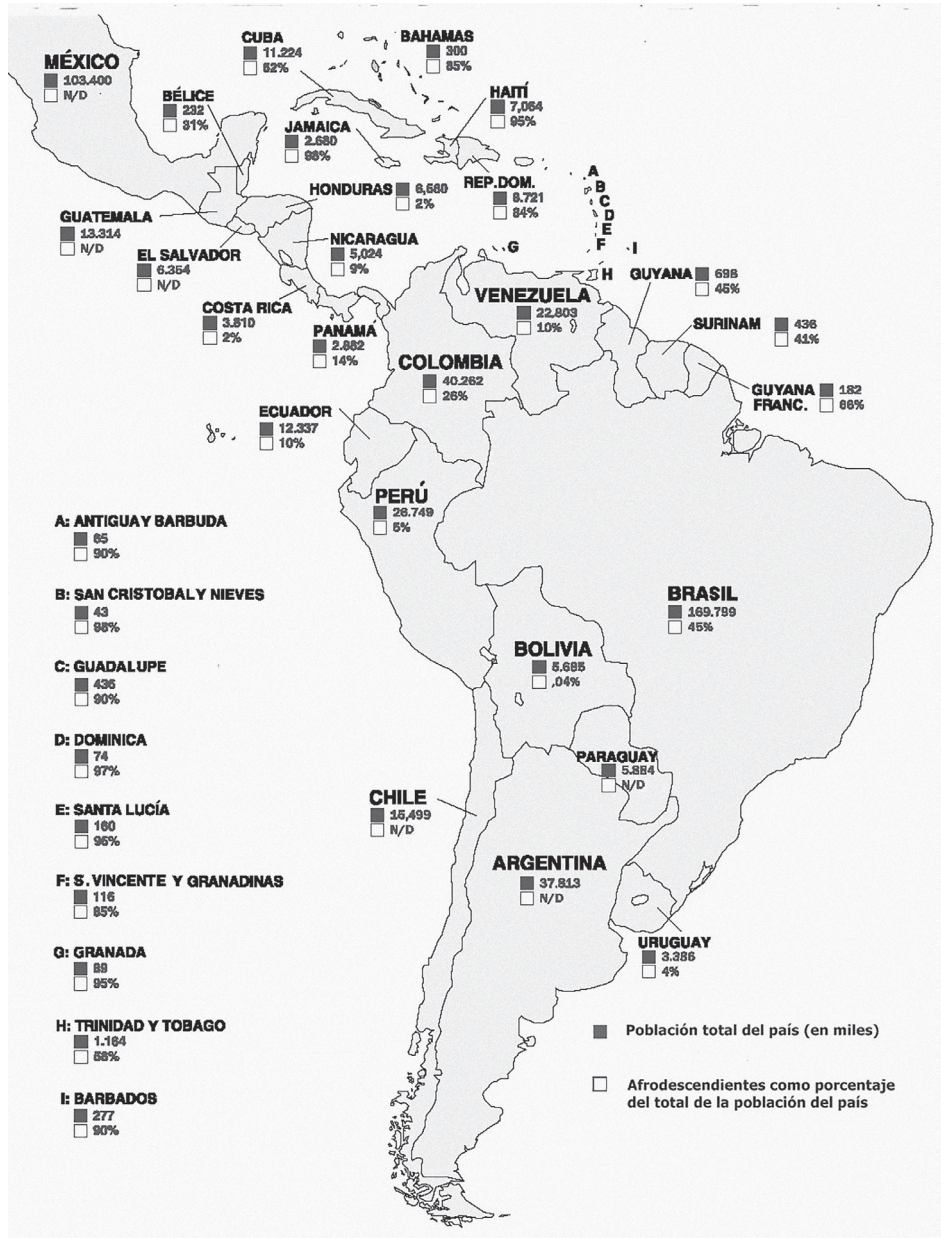 CUBA
11.224
62%
BAHAMAS
300
85%
MÉXICO
103.400
N/D
BÉLICE
232
31%
HAITÍ
7,064
95%
JAMAICA
2.680
98%
REP.DOM.
8.721
84%
HONDURAS
6,560
2%
GUATEMALA
13.314
N/D
EL SALVADOR
6.354
N/D
NICARAGUA
5,024
9%
COSTA RICA
3.810
2%
PANAMA
2.882
14%
A
B
C
D
E
F
I
G
H
GUYANA
698
45%
VENEZUELA
22,803
10%
SURINAM
436
41%
COLOMBIA
40.262
26%
GUYANA
FRANC.
182
66%
ECUADOR
12.337
10%
PERÚ
26.749
5%
BRASIL
169.799
45%
BOLIVIA
5.685
,04%
PARAGUAY
5.884
N/D
CHILE
15,499
N/D
ARGENTINA
37.813
N/D
URUGUAY
3.386
4%
A: ANTIGUA Y BARBUDA
65
90%
B: SAN CRISTOBAL Y NIEVES
43
98%
C: GUADALUPE
436
90%
D: DOMINICA
74
97%
E: SANTA LUCÍA
160
96%
F: S. VINCENTE Y GRANADINAS
116
85%
G: GRANADA
89
95%
H: TRINIDAD Y TOBAGO
1.164
58%
I: BARBADOS
277
90%
Población total del país (en miles)
Afrodescendientes como porcentaje
del total de la población del país